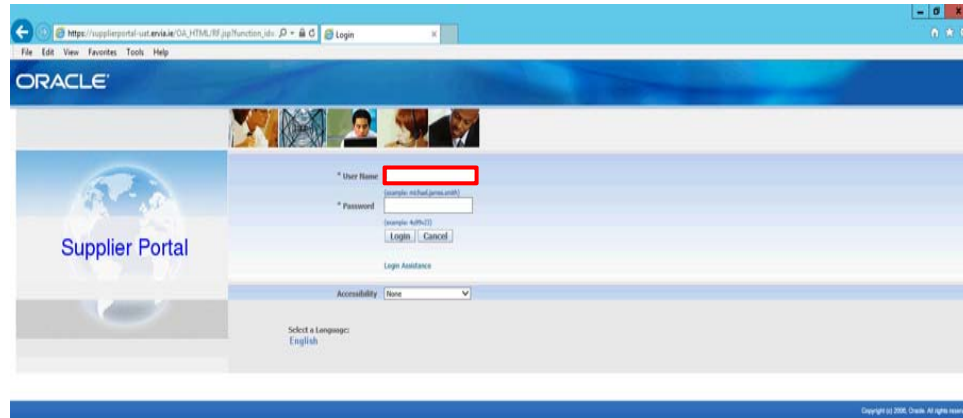 https://supplierportal-uat.ervia.ie/OA_HTML/RF.jsp?function_id=
Login
File Edit View Favorites Tools Help
ORACLE
* User Name
(example: michael.james.smith)
* Password
(example: 4u99v23)
Login Cancel
Login Assistance
Supplier Portal
Accessibility None
Select a Language:
English
Copyright (c) 2006, Oracle. All rights